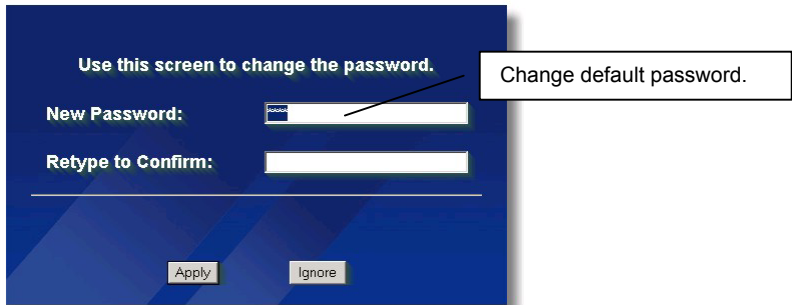 Use this screen to change the password.
Change default password.
New Password:
Retype to Confirm:
Apply
Ignore